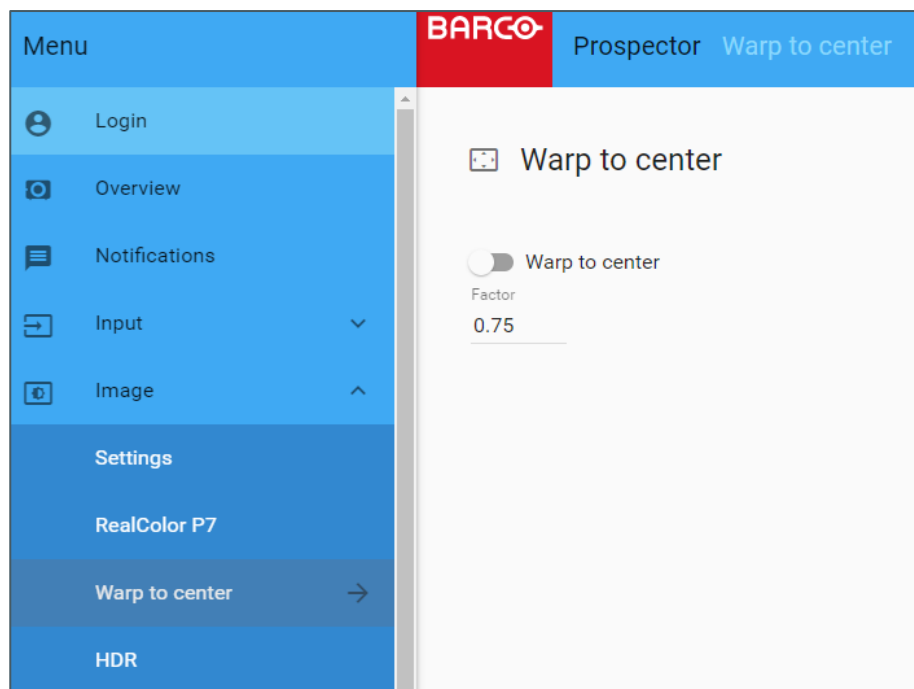 Menu
BARCO
Prospector Warp to center
Login
Overview
Notifications
Input
Image
Settings
RealColor P7
Warp to center
HDR
Warp to center
Warp to center
Factor
0.75